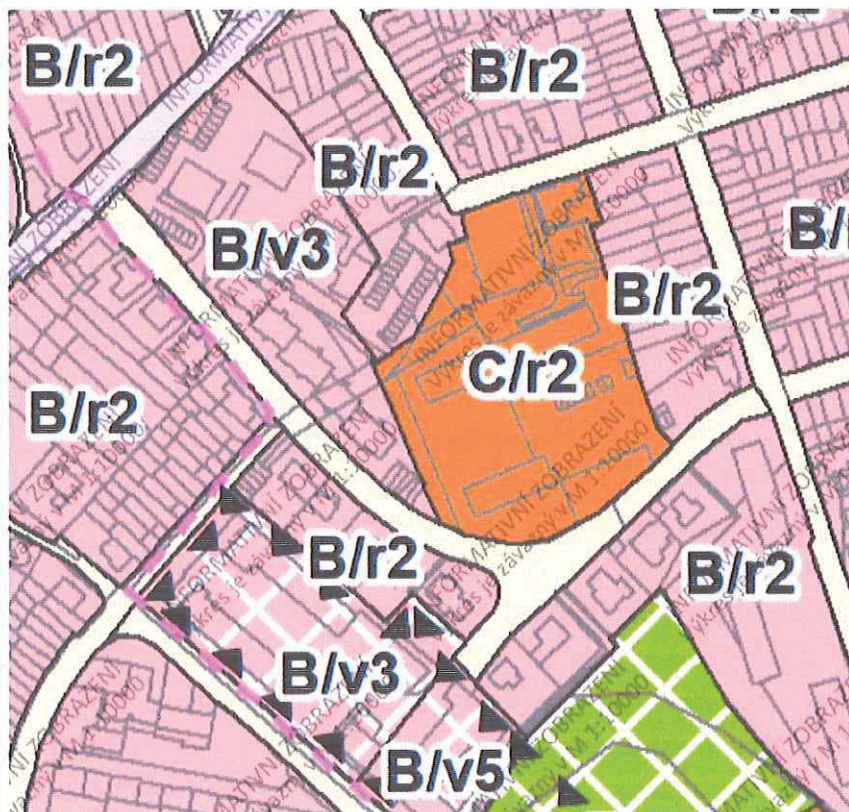 B/r2
B/r2
B/r2
B/v3
B/r2
B/r2
C/r2
B/r2
B/r2
B/v3
B/v5
INFORMATIVNÍ ZOBRAZENÍ
Výkres je závazný v M 1:10000